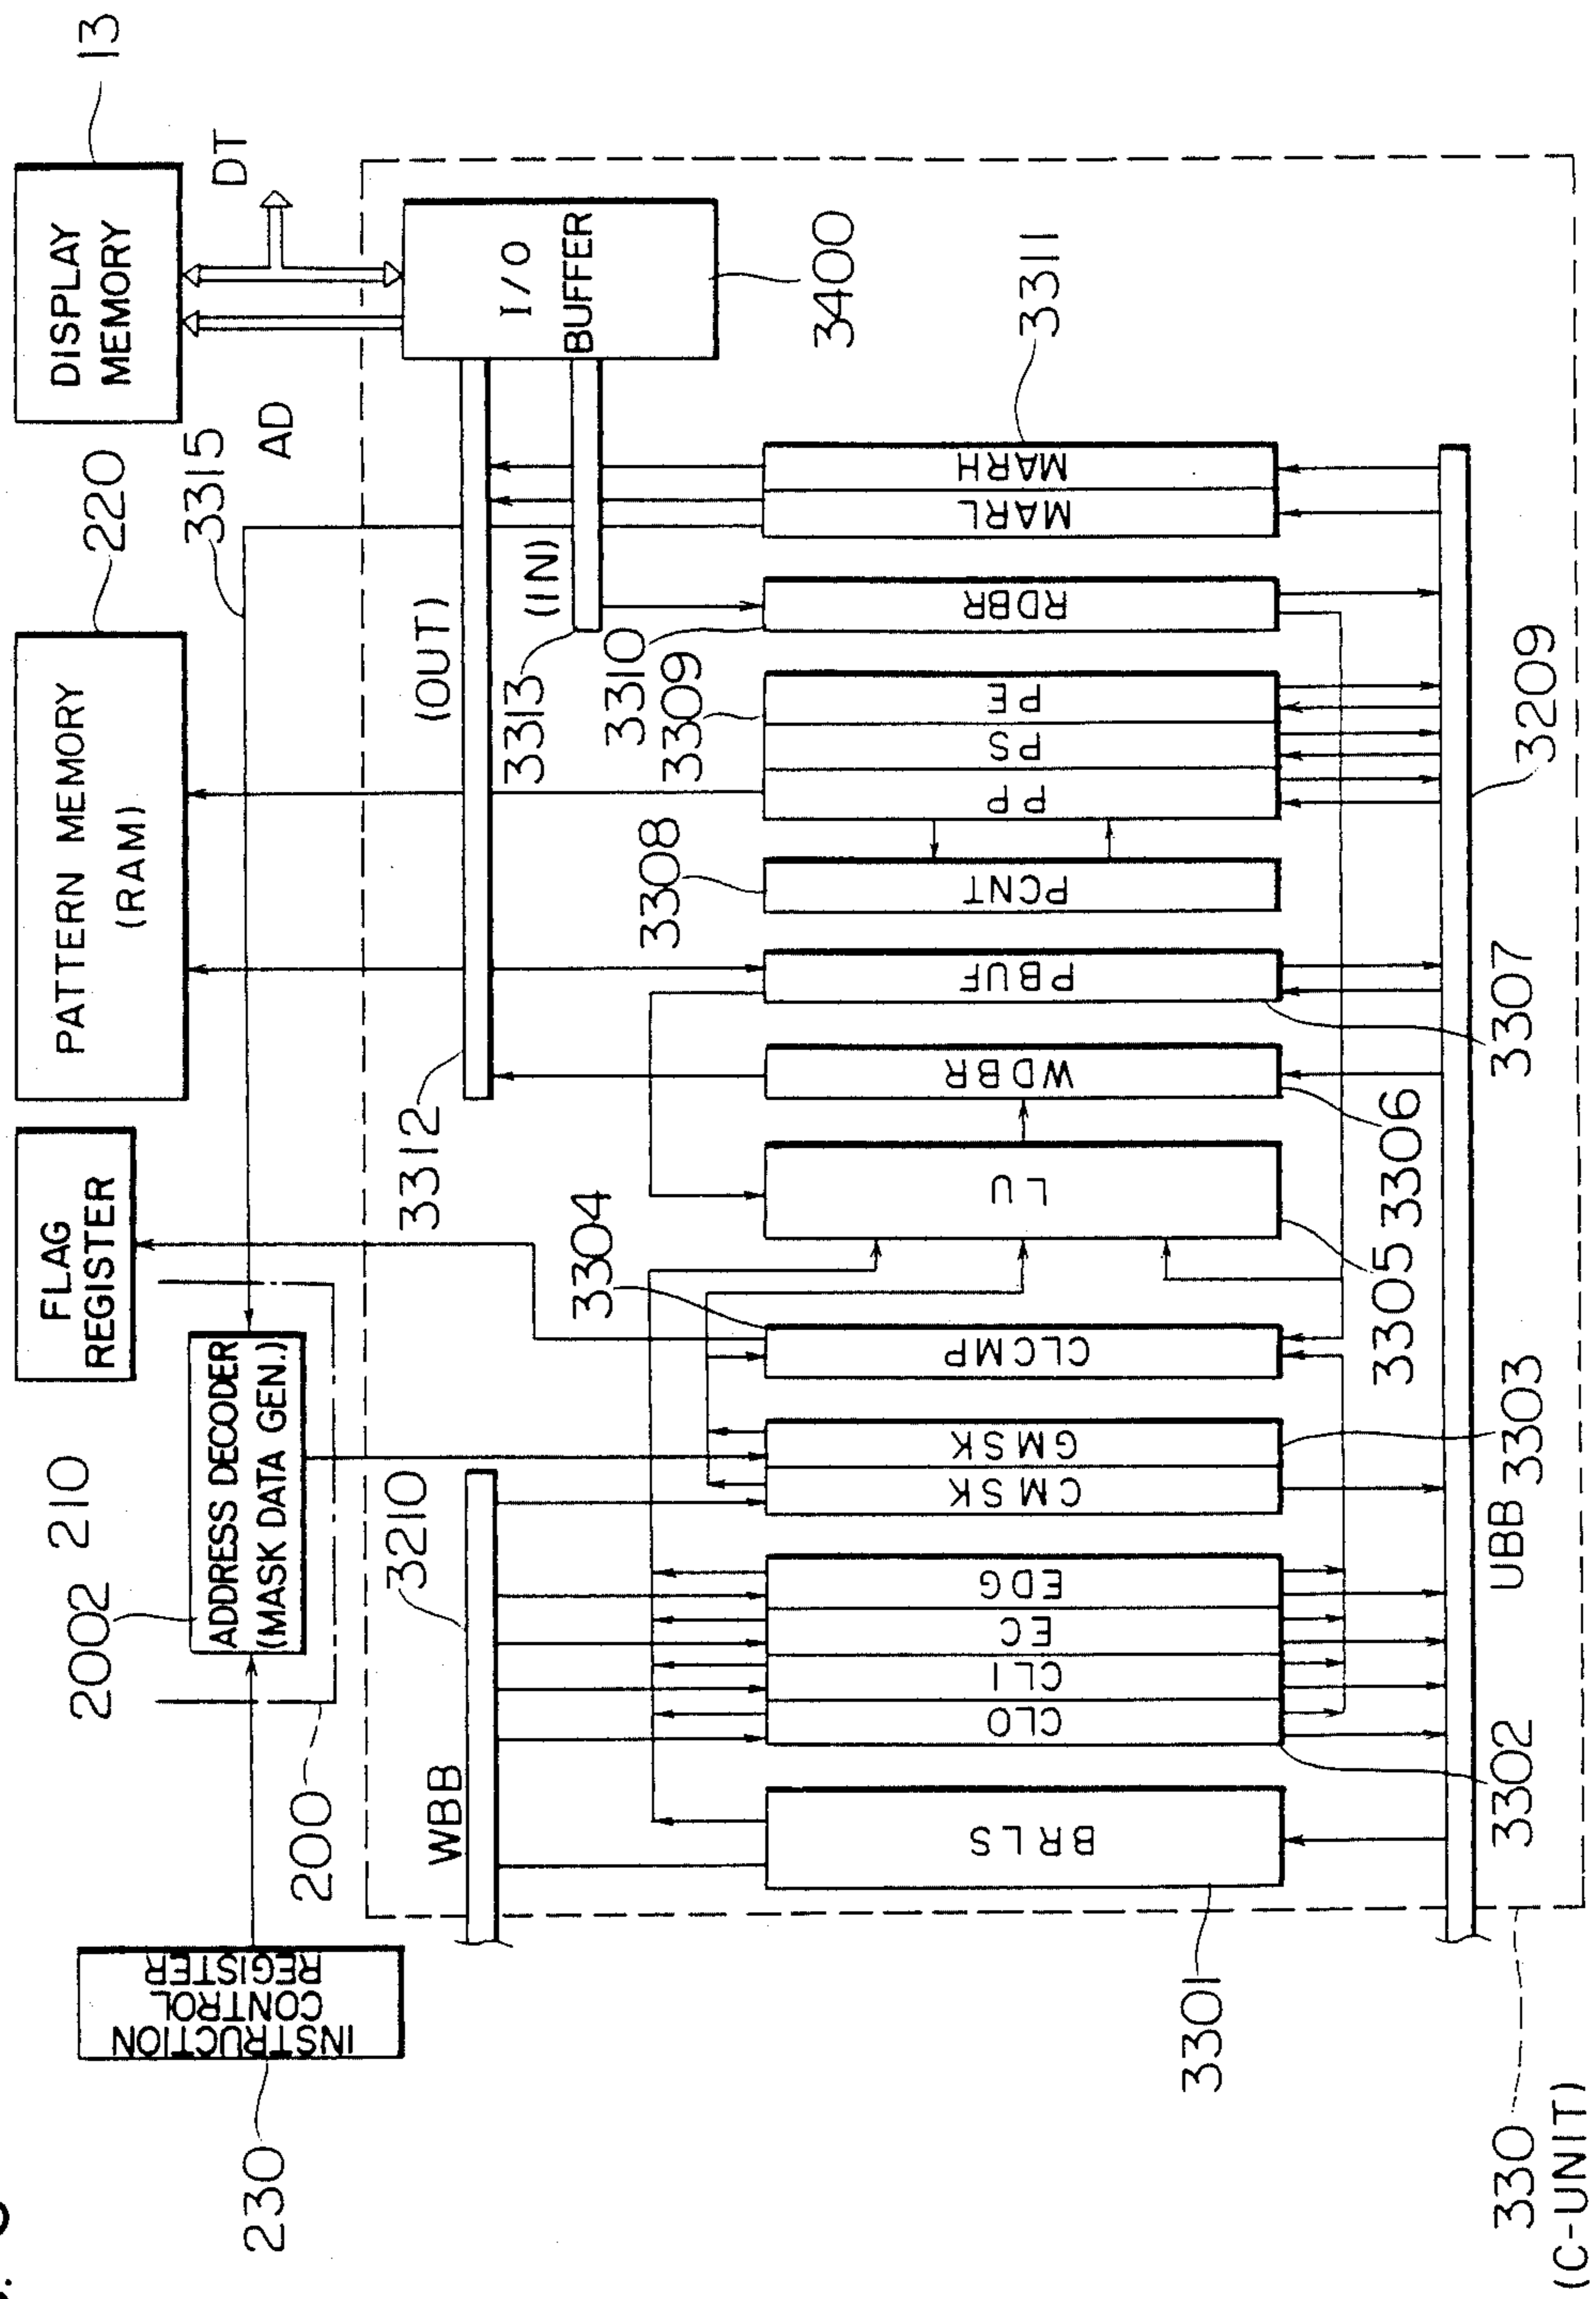 DISPLAY
MEMORY
13
DT
AD
I/O
BUFFER
3400
PATTERN MEMORY
(RAM)
220
3315
FLAG
REGISTER
210
ADDRESS DECODER
(MASK DATA GEN.)
2002
200
INSTRUCTION
CONTROL
REGISTER
230
WBB
3210
(OUT)
3312
(IN)
3313
BRLS
3301
CL0
CL1
EC
EDG
3302
CMSK
GMSK
3303
CLCMP
3304
LU
3305
WDBR
3306
PBUF
3307
PCNT
3308
PP
PS
PE
3309
RDBR
3310
MARL
MARH
3311
UBB
3209
330
(C-UNIT)